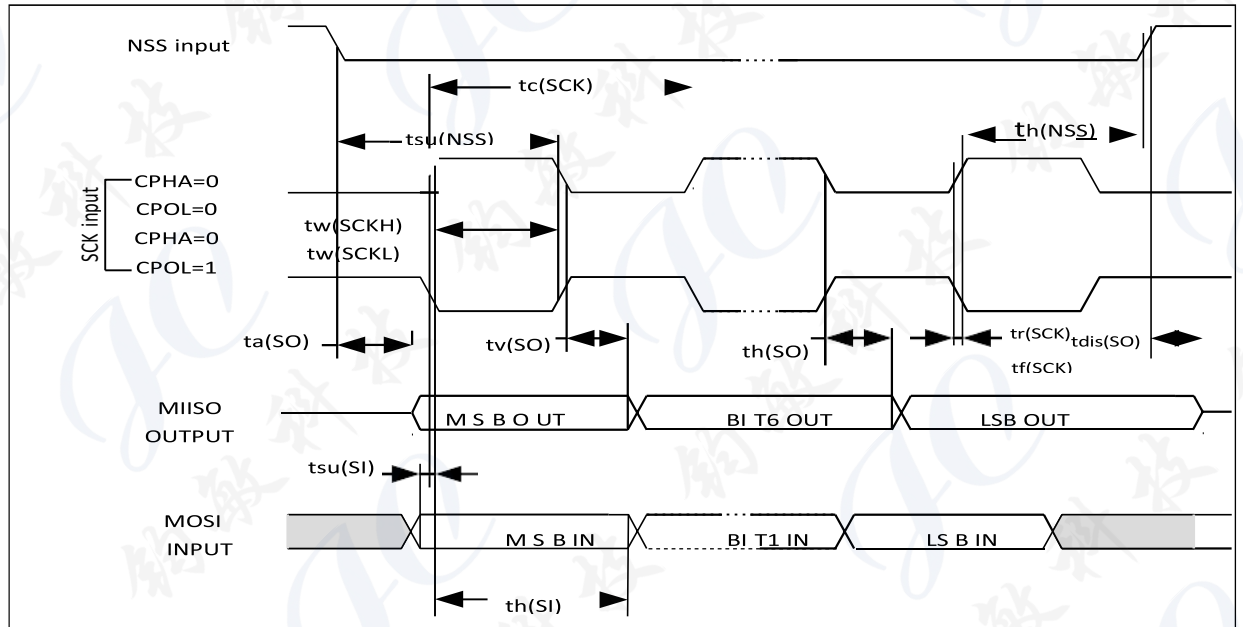 NSS input
tc(SCK)
tsu(NSS)
th(NSS)
SCK input
CPHA=0
CPOL=0
CPHA=0
CPOL=1
tw(SCKH)
tw(SCKL)
ta(SO)
tv(SO)
th(SO)
tr(SCK)
tdis(SO)
tf(SCK)
MIISO
OUTPUT
M S B O UT
BI T6 OUT
LSB OUT
tsu(SI)
MOSI
INPUT
M S B IN
BI T1 IN
LS B IN
th(SI)